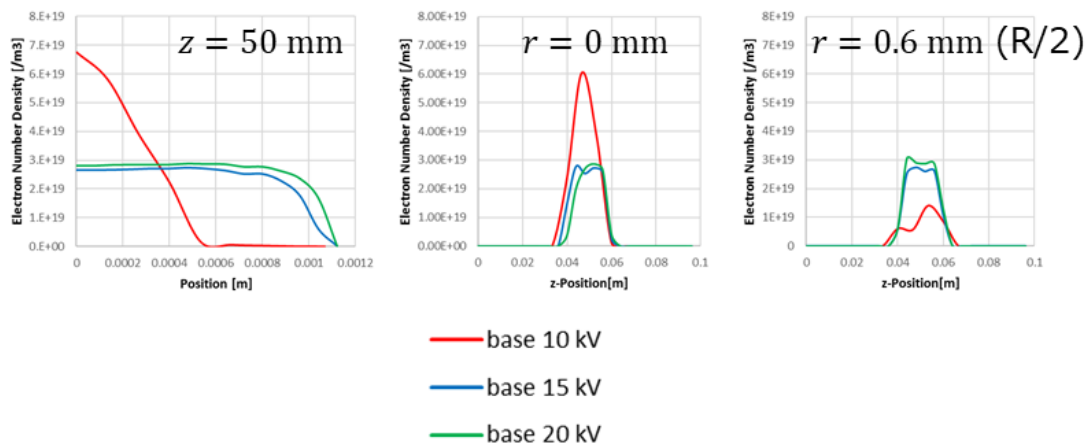 z = 50 mm
Electron Number Density [/m3]
8.E+19
7.E+19
6.E+19
5.E+19
4.E+19
3.E+19
2.E+19
1.E+19
0.E+00
0
0.0002
0.0004
0.0006
0.0008
0.001
0.0012
Position [m]
r = 0 mm
Electron Number Density [/m3]
8.00E+19
7.00E+19
6.00E+19
5.00E+19
4.00E+19
3.00E+19
2.00E+19
1.00E+19
0.00E+00
0
0.02
0.04
0.06
0.08
0.1
z-Position[m]
r = 0.6 mm (R/2)
Electron Number Density [/m3]
8E+19
7E+19
6E+19
5E+19
4E+19
3E+19
2E+19
1E+19
0
0
0.02
0.04
0.06
0.08
0.1
z-Position[m]
base 10 kV
base 15 kV
base 20 kV